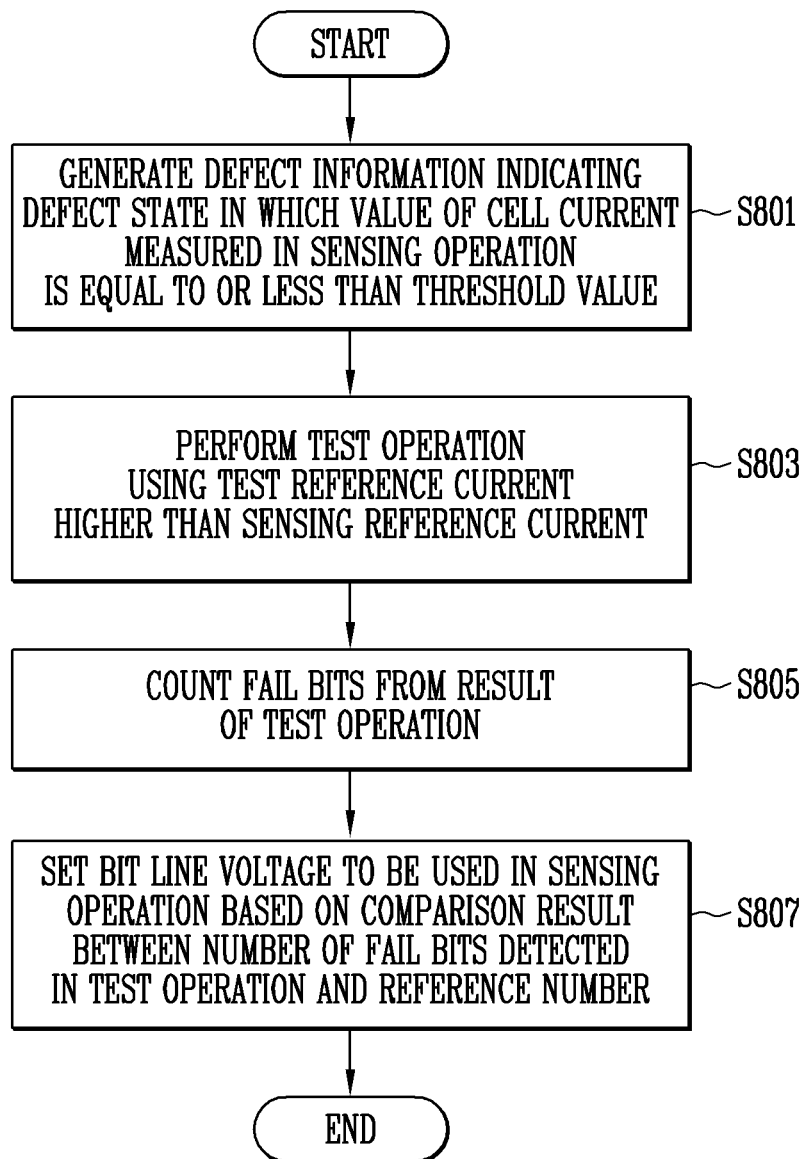 START
GENERATE DEFECT INFORMATION INDICATING
DEFECT STATE IN WHICH VALUE OF CELL CURRENT
MEASURED IN SENSING OPERATION
IS EQUAL TO OR LESS THAN THRESHOLD VALUE
S801
PERFORM TEST OPERATION
USING TEST REFERENCE CURRENT
HIGHER THAN SENSING REFERENCE CURRENT
S803
COUNT FAIL BITS FROM RESULT
OF TEST OPERATION
S805
SET BIT LINE VOLTAGE TO BE USED IN SENSING
OPERATION BASED ON COMPARISON RESULT
BETWEEN NUMBER OF FAIL BITS DETECTED
IN TEST OPERATION AND REFERENCE NUMBER
S807
END